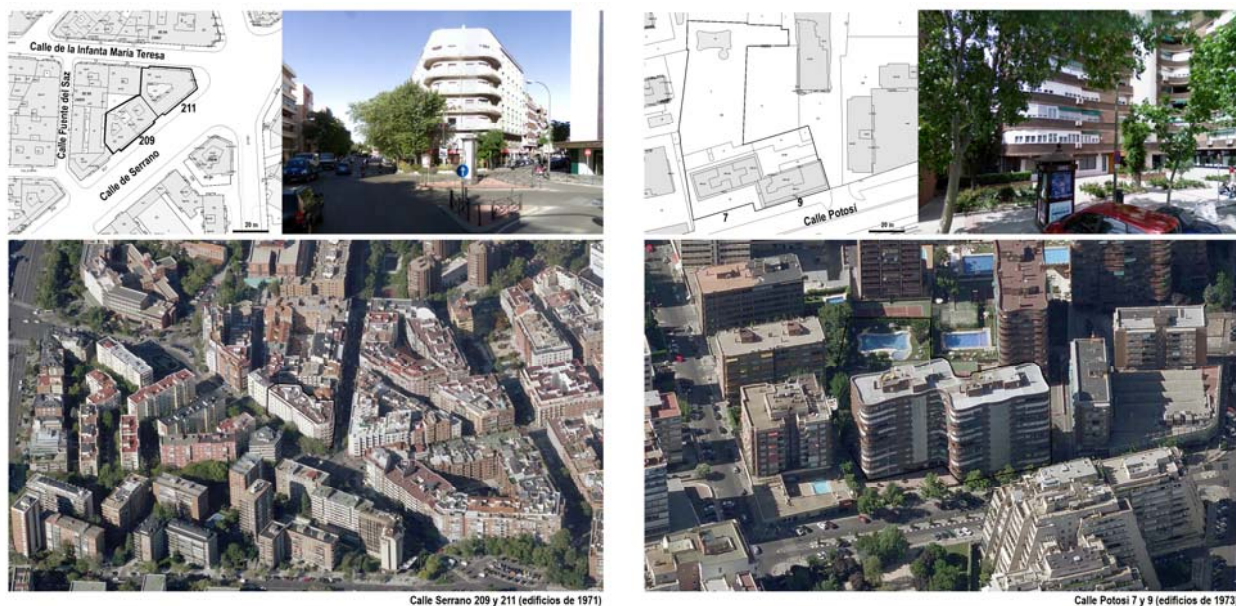 Calle de la Infanta María Teresa
Calle Fuente del Saz
211
209
Calle de Serrano
20 m
7
9
Calle Potosí
20 m
Calle Serrano 209 y 211 (edificios de 1971)
Calle Potosí 7 y 9 (edificios de 1973)